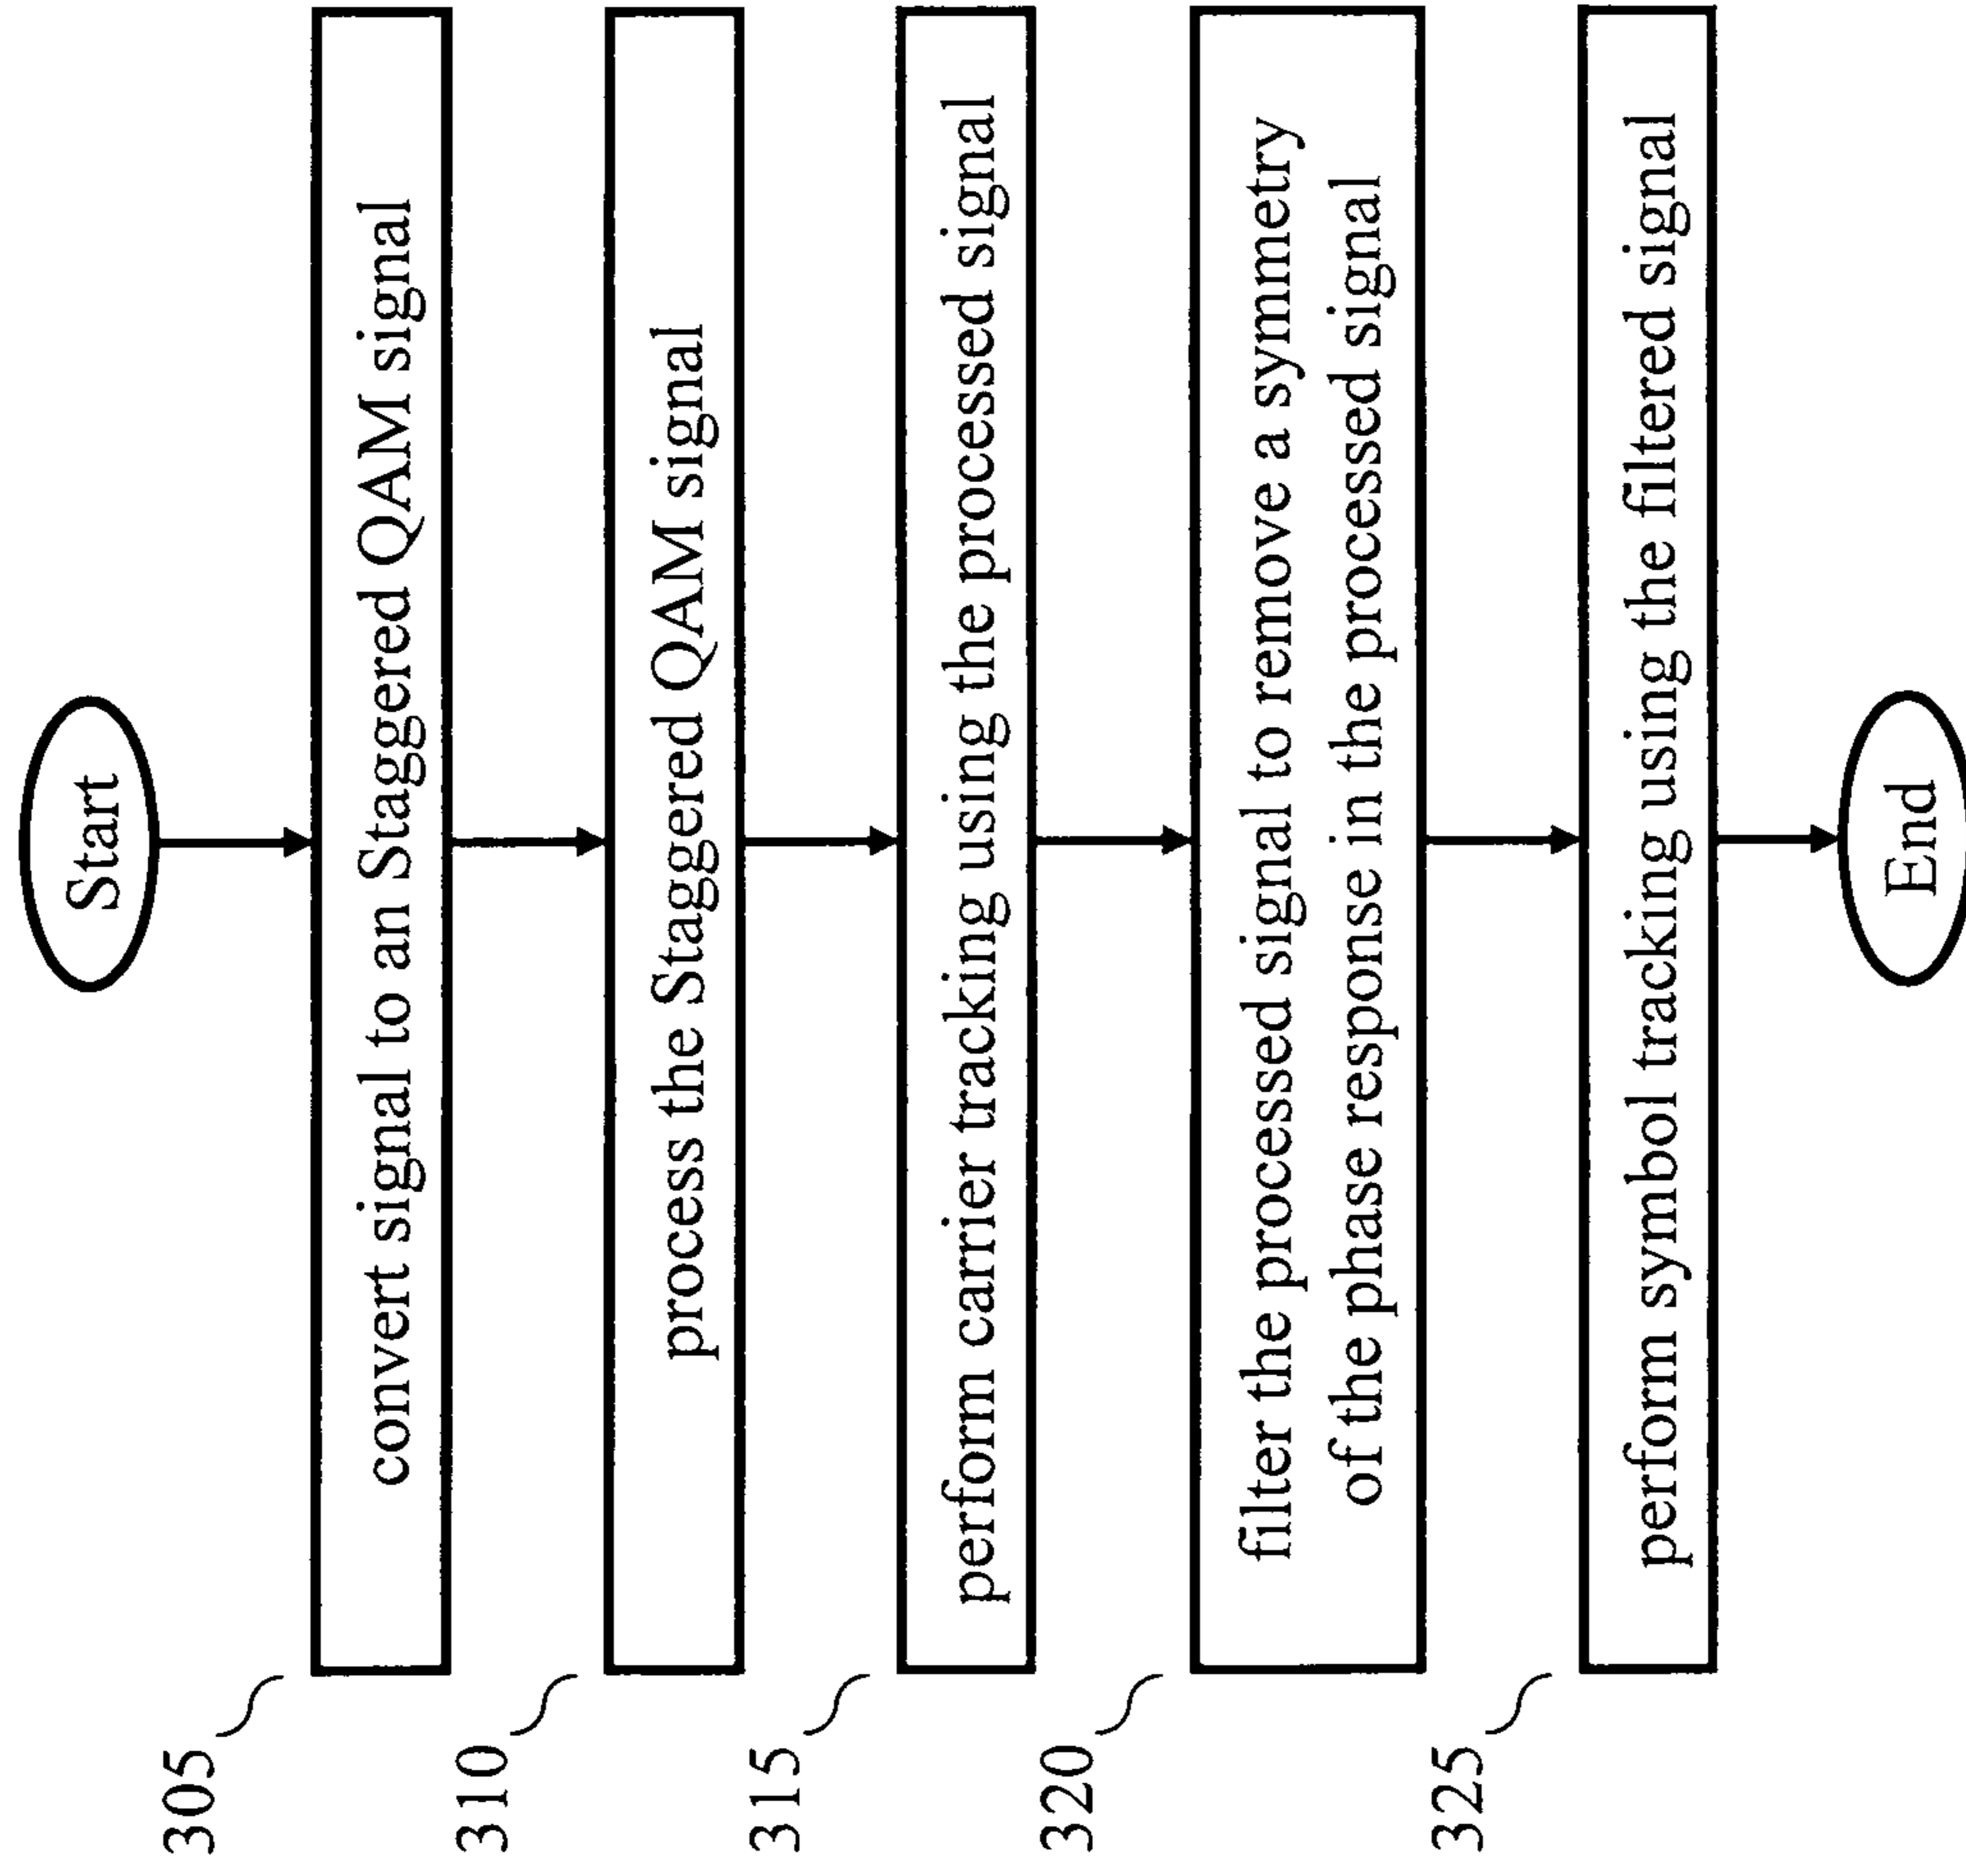 Start
305
convert signal to an Staggered QAM signal
310
process the Staggered QAM signal
315
perform carrier tracking using the processed signal
320
filter the processed signal to remove a symmetry
of the phase response in the processed signal
325
perform symbol tracking using the filtered signal
End